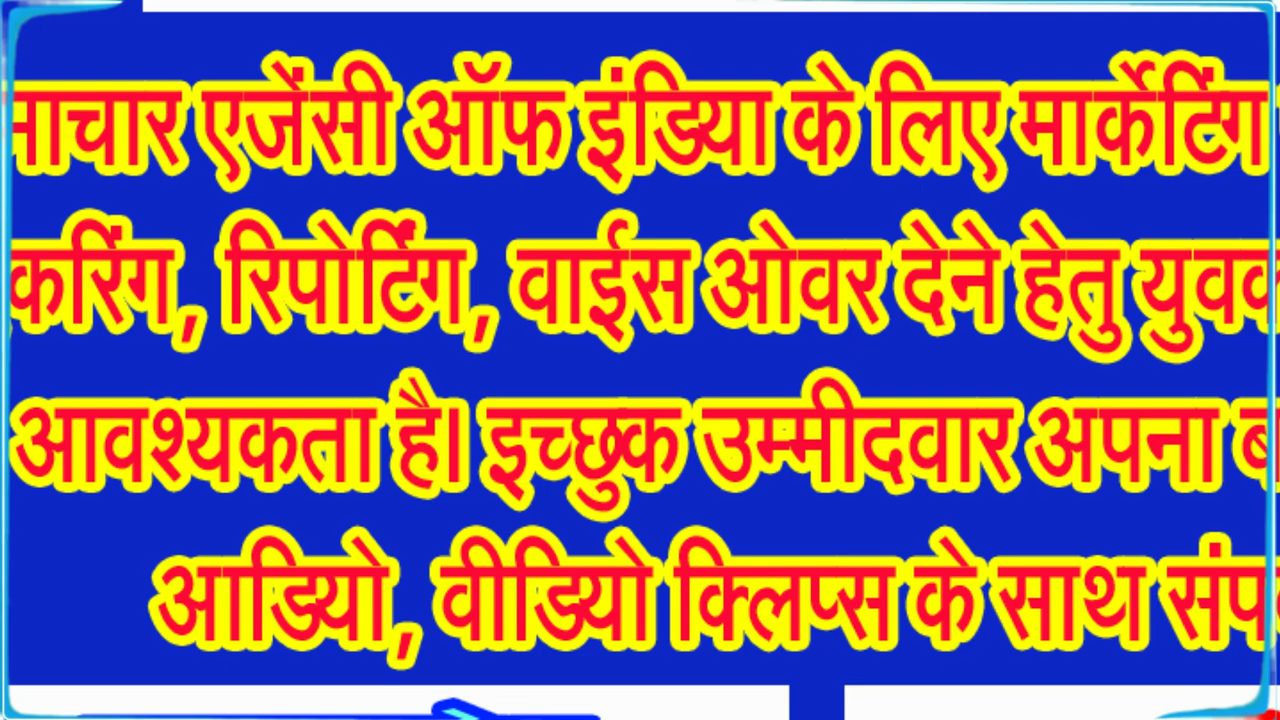 माचार एजेंसी ऑफ इंडिया के लिए मार्केटिंग
करिंग, रिपोर्टिंग, वाईस ओवर देने हेतु युवक
आवश्यकता है। इच्छुक उम्मीदवार अपना
आडियो, वीडियो क्लिप्स के साथ संप